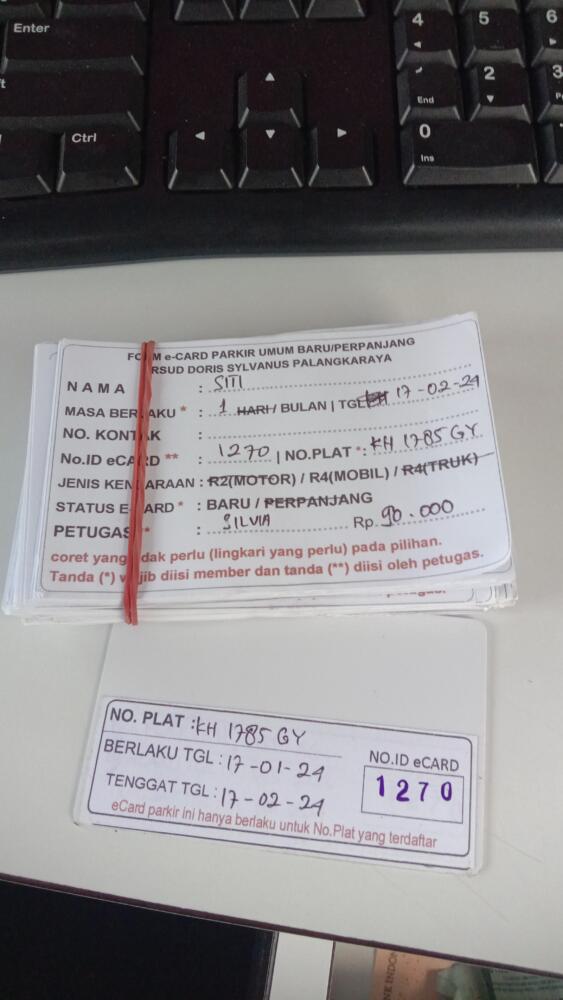 Enter
Ctrl
4
5
6
End
2
3
0
Ins
FORM e-CARD PARKIR UMUM BARU/PERPANJANG
RSUD DORIS SYLVANUS PALANGKARAYA
NAMA : SITI
MASA BERLAKU * : 1 HARI / BULAN | TGL 17-02-24
NO. KONTAK :
No.ID eCARD ** : 1270 | NO.PLAT * : KH 1785 GY
JENIS KENDARAAN : R2(MOTOR) / R4(MOBIL) / R4(TRUK)
STATUS ECARD * : BARU / PERPANJANG
PETUGAS ** : SILVIA Rp. 90.000
coret yang tidak perlu (lingkari yang perlu) pada pilihan.
Tanda (*) wajib diisi member dan tanda (**) diisi oleh petugas.
NO. PLAT : KH 1785 GY
BERLAKU TGL : 17-01-24
TENGGAT TGL : 17-02-24
NO.ID eCARD
1270
eCard parkir ini hanya berlaku untuk No.Plat yang terdaftar